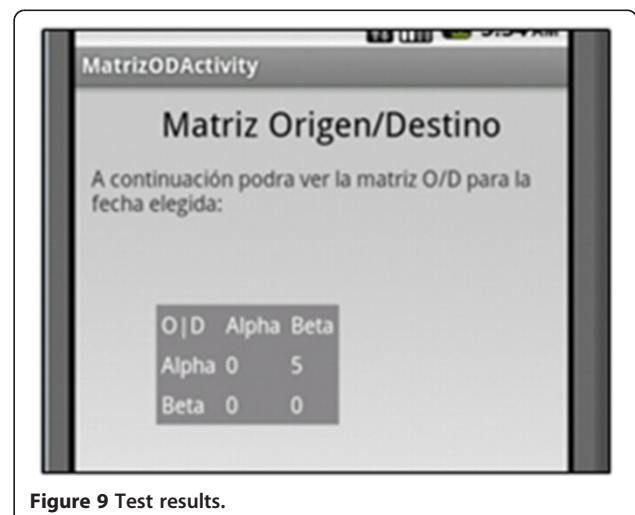 MatrizODActivity
Matriz Origen/Destino
A continuación podra ver la matriz O/D para la
fecha elegida:
O|D Alpha Beta
Alpha 0 5
Beta 0 0
Figure 9 Test results.